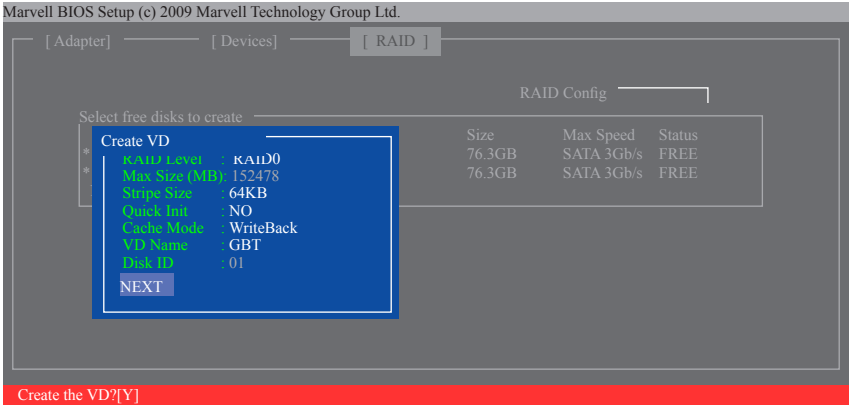 Marvell BIOS Setup (c) 2009 Marvell Technology Group Ltd.
[ Adapter] [ Devices] [ RAID ]
RAID Config
Select free disks to create
Size Max Speed Status
* 76.3GB SATA 3Gb/s FREE
* 76.3GB SATA 3Gb/s FREE
Create VD
RAID Level : RAID0
Max Size (MB): 152478
Stripe Size : 64KB
Quick Init : NO
Cache Mode : WriteBack
VD Name : GBT
Disk ID : 01
NEXT
Create the VD?[Y]